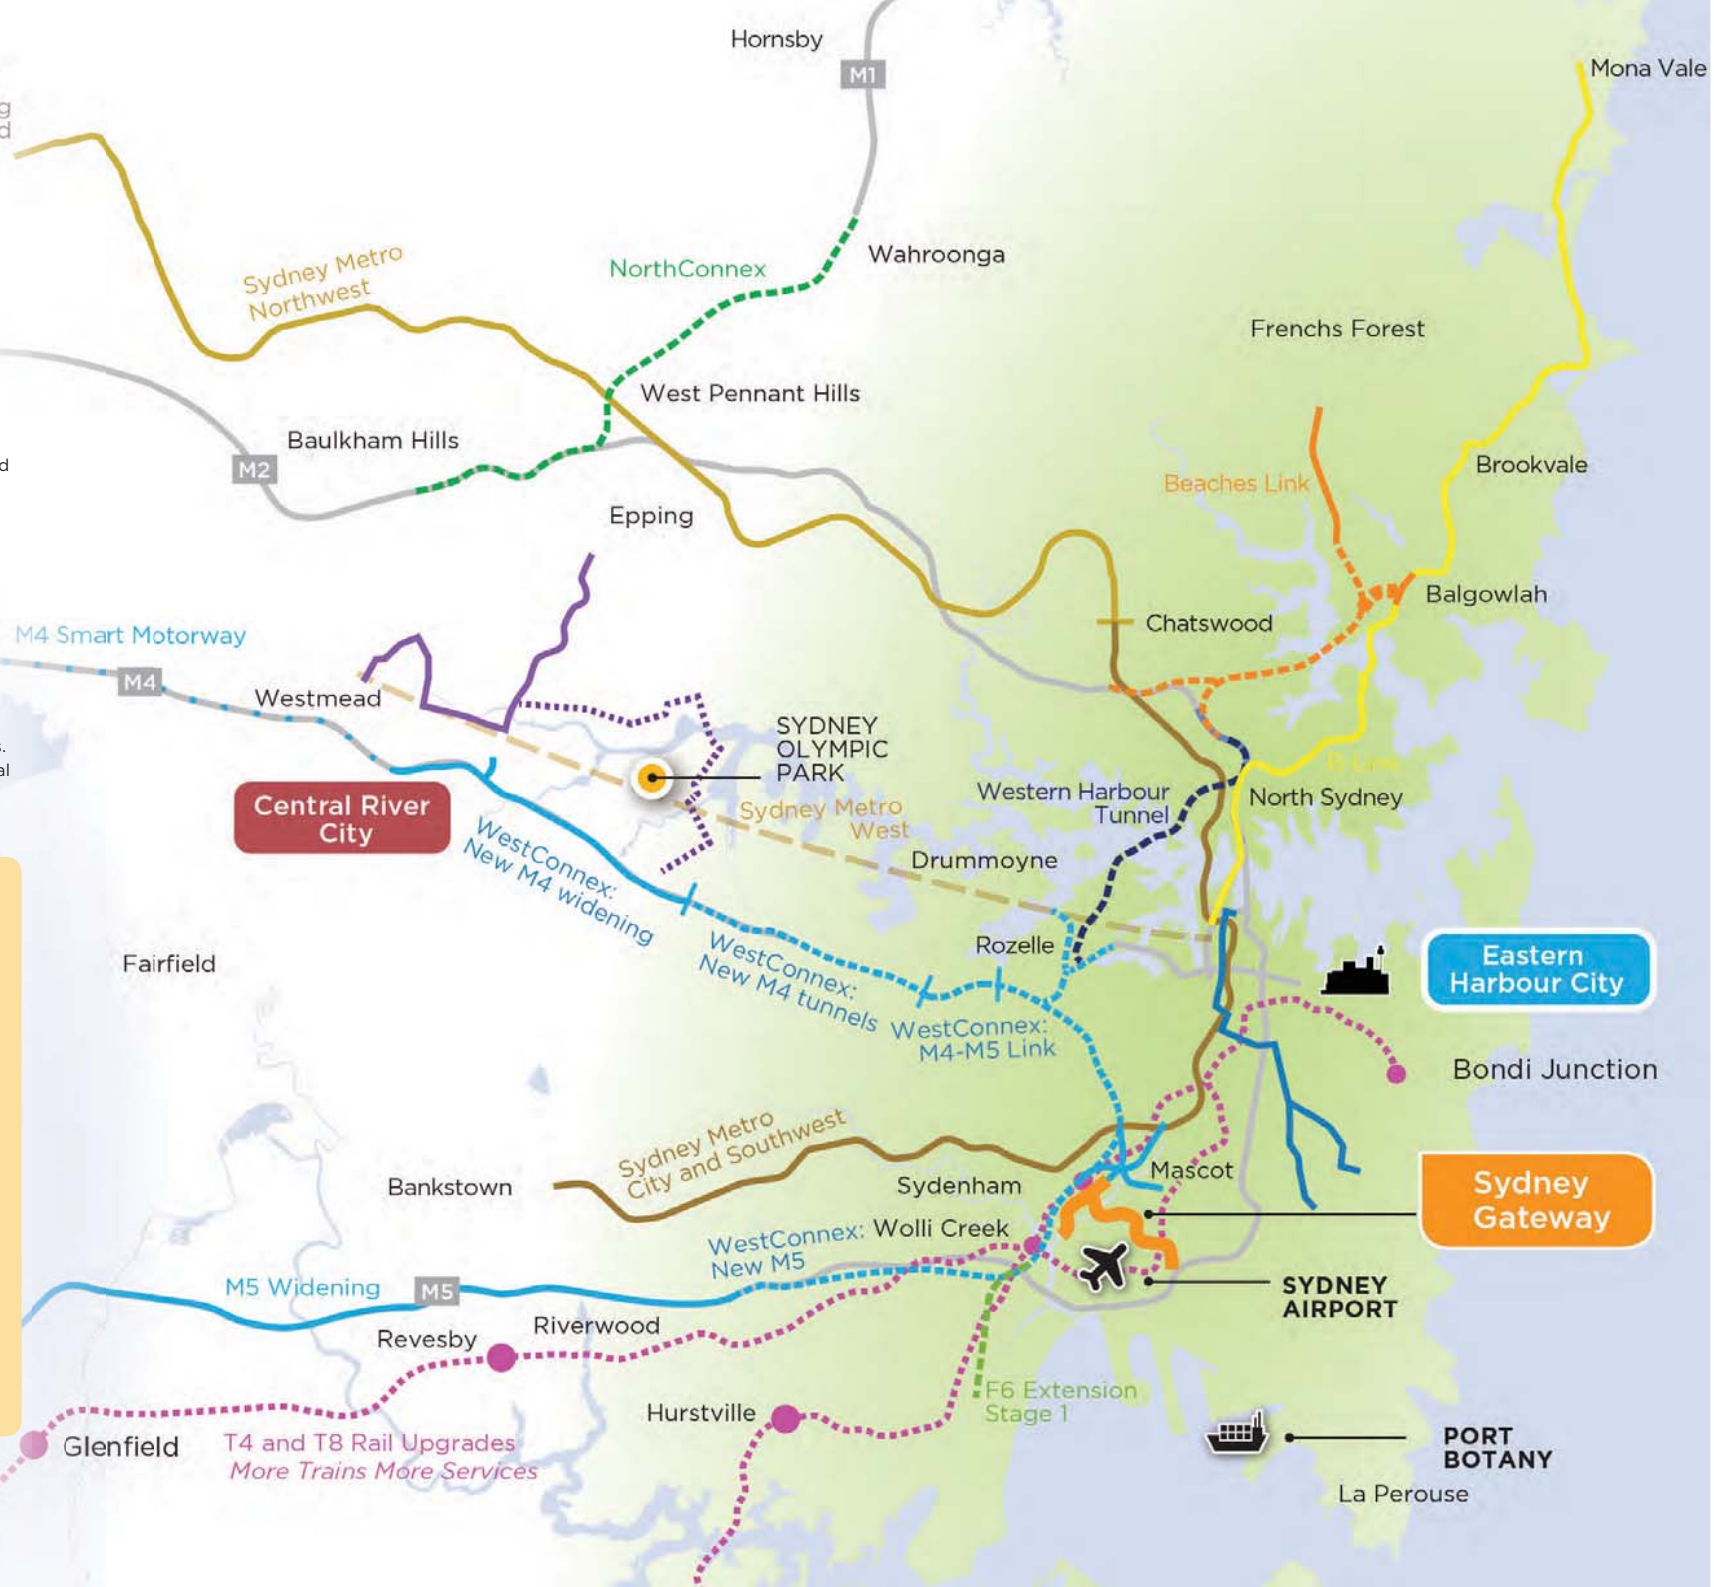 Hornsby
M1
Mona Vale
g
d
Sydney Metro
Northwest
NorthConnex
Wahroonga
Frenchs Forest
West Pennant Hills
Baulkham Hills
M2
d
Brookvale
Beaches Link
Epping
Balgowlah
Chatswood
M4 Smart Motorway
M4
Westmead
SYDNEY
OLYMPIC
PARK
s.
al
B-Line
Western Harbour
Tunnel
North Sydney
Central River
City
Sydney Metro
West
WestConnex:
New M4 widening
Drummoyne
Rozelle
WestConnex:
New M4 tunnels
Fairfield
Eastern
Harbour City
WestConnex:
M4-M5 Link
Bondi Junction
Sydney Metro
City and Southwest
Bankstown
Sydenham
Mascot
Sydney
Gateway
WestConnex:
New M5
Wolli Creek
M5 Widening
M5
SYDNEY
AIRPORT
Revesby
Riverwood
F6 Extension
Stage 1
Hurstville
Glenfield
T4 and T8 Rail Upgrades
More Trains More Services
PORT
BOTANY
La Perouse